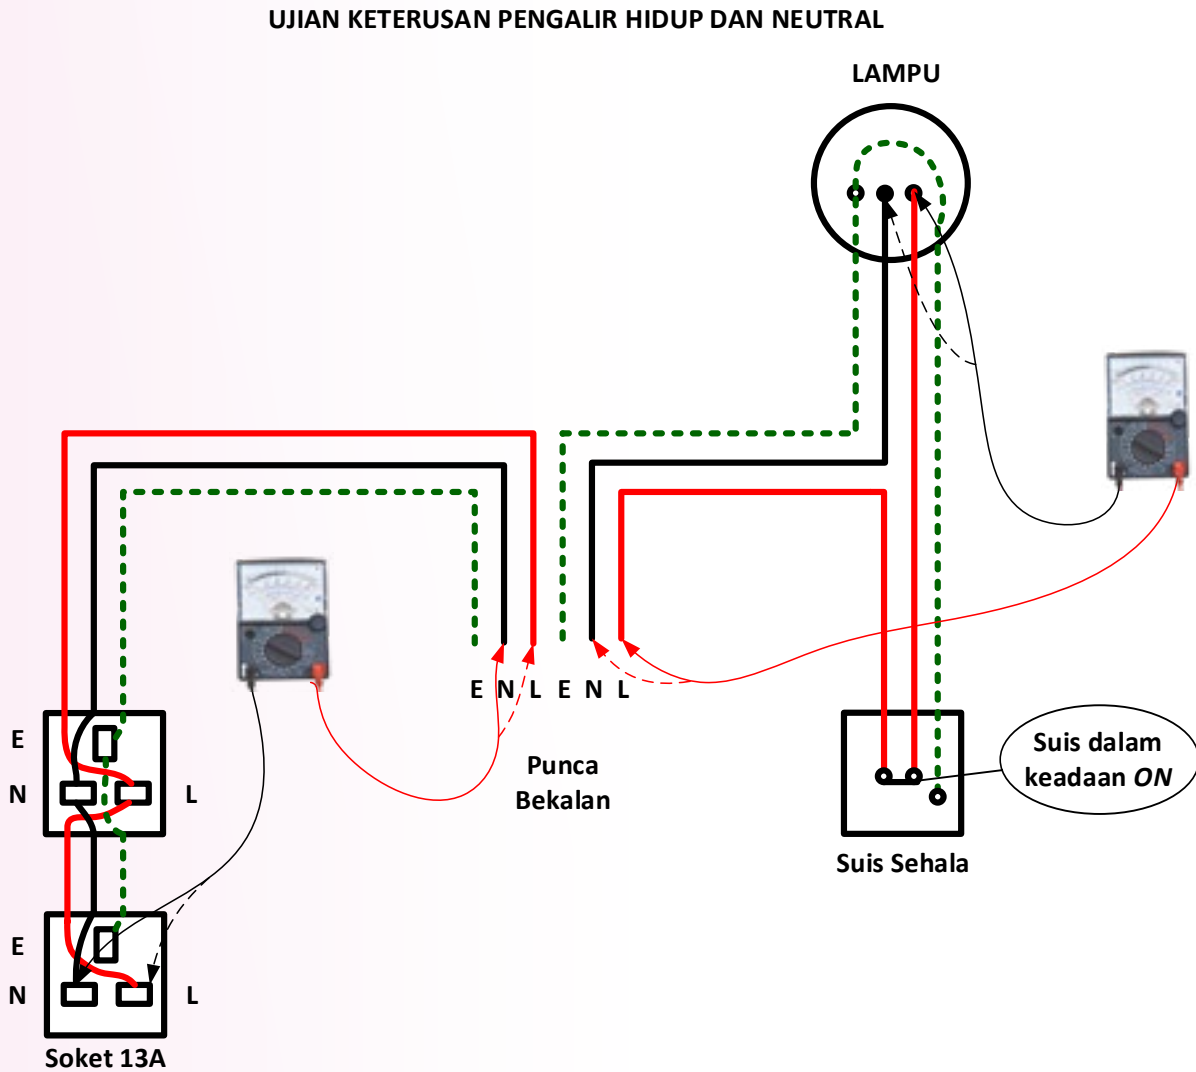 UJIAN KETERUSAN PENGALIR HIDUP DAN NEUTRAL
LAMPU
E N L E N L
Punca
Bekalan
E
N
L
Suis dalam
keadaan ON
Suis Sehala
E
N
L
Soket 13A